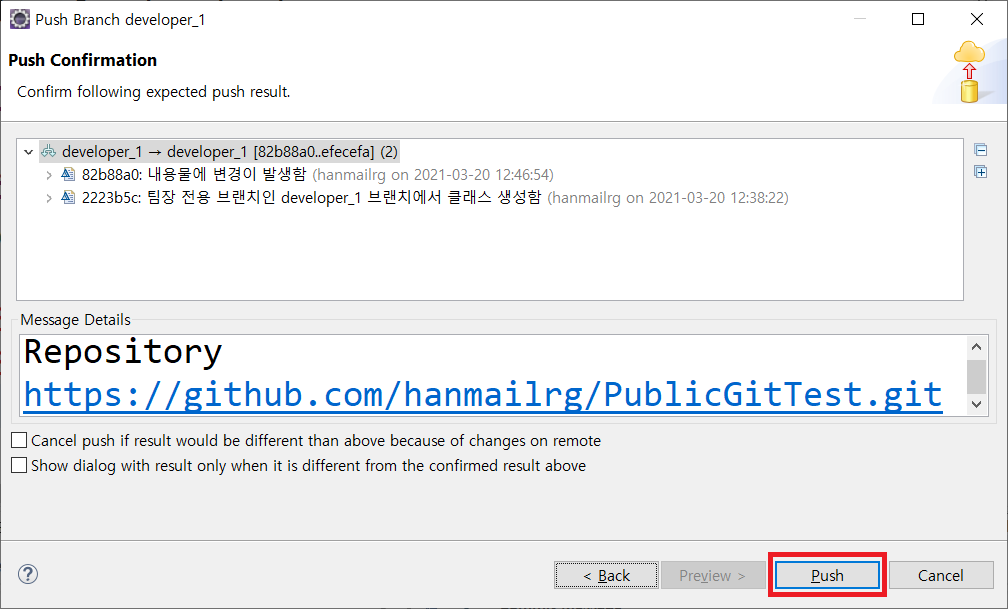 Push Branch developer_1
Push Confirmation
Confirm following expected push result.
developer_1 → developer_1 [82b88a0..efecefa] (2)
82b88a0: 내용물에 변경이 발생함 (hanmailrg on 2021-03-20 12:46:54)
2223b5c: 팀장 전용 브랜치인 developer_1 브랜치에서 클래스 생성함 (hanmailrg on 2021-03-20 12:38:22)
Message Details
Repository
https://github.com/hanmailrg/PublicGitTest.git
Cancel push if result would be different than above because of changes on remote
Show dialog with result only when it is different from the confirmed result above
< Back
Preview >
Push
Cancel